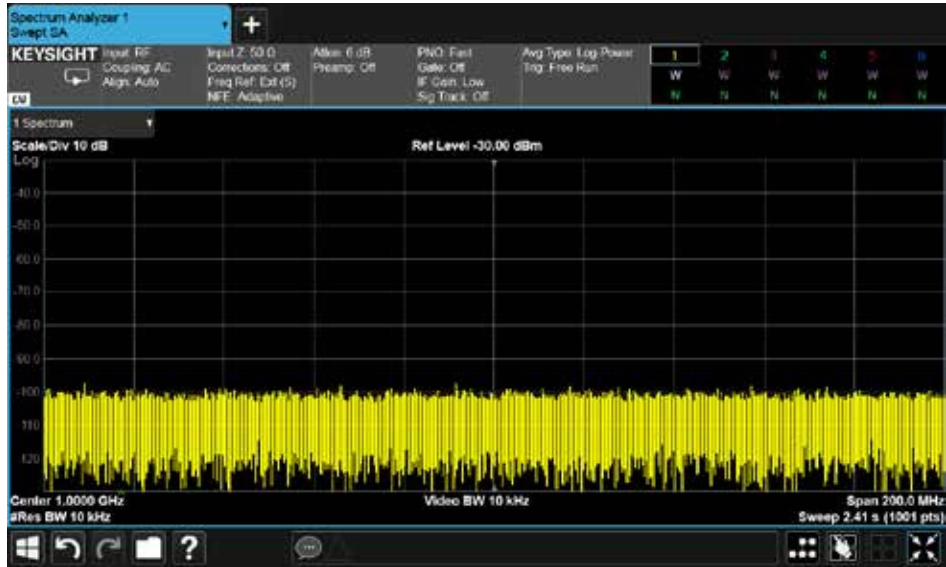 Spectrum Analyzer 1
Swept SA
+
KEYSIGHT Input: RF
Coupling: AC
Align: Auto
Input Z: 50 Ω
Corrections: Off
Freq Ref: Ext (S)
NFE: Adaptive
Atten: 6 dB
Preamp: Off
PNO: Fast
Gate: Off
IF Gain: Low
Sig Track: Off
Avg Type: Log-Power
Trig: Free Run
1 2 3 4 5 6
W W W W W W
N N N N N N
1 Spectrum
Scale/Div 10 dB
Ref Level -30.00 dBm
Log
-40.0
-50.0
-60.0
-70.0
-80.0
-90.0
-100
-110
-120
Center 1.0000 GHz
Video BW 10 kHz
Span 200.0 MHz
#Res BW 10 kHz
Sweep 2.41 s (1001 pts)
?